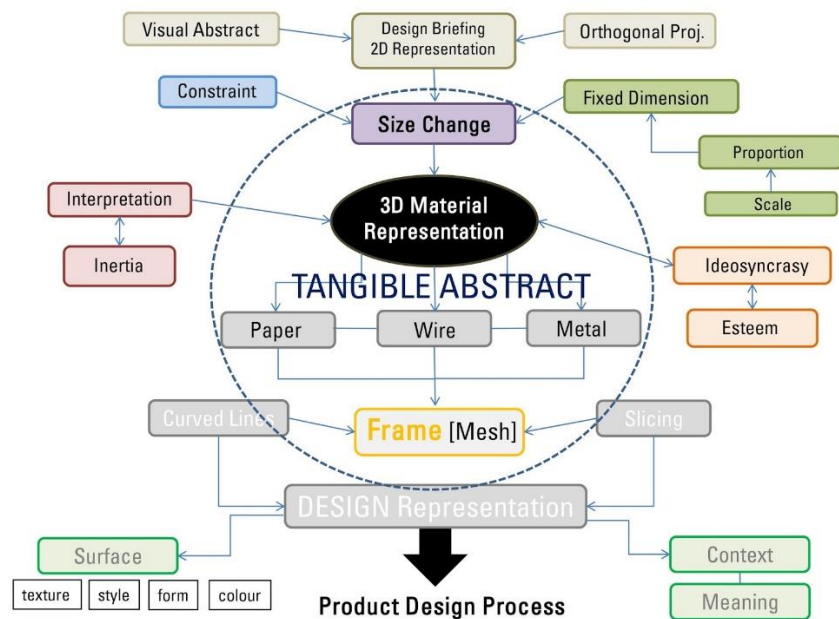 Visual Abstract
Design Briefing
2D Representation
Orthogonal Proj.
Constraint
Size Change
Fixed Dimension
Proportion
Scale
Interpretation
Inertia
3D Material
Representation
Ideosyncrasy
Esteem
TANGIBLE ABSTRACT
Paper
Wire
Metal
Curved Lines
Frame [Mesh]
Slicing
DESIGN Representation
Surface
texture
style
form
colour
Context
Meaning
Product Design Process